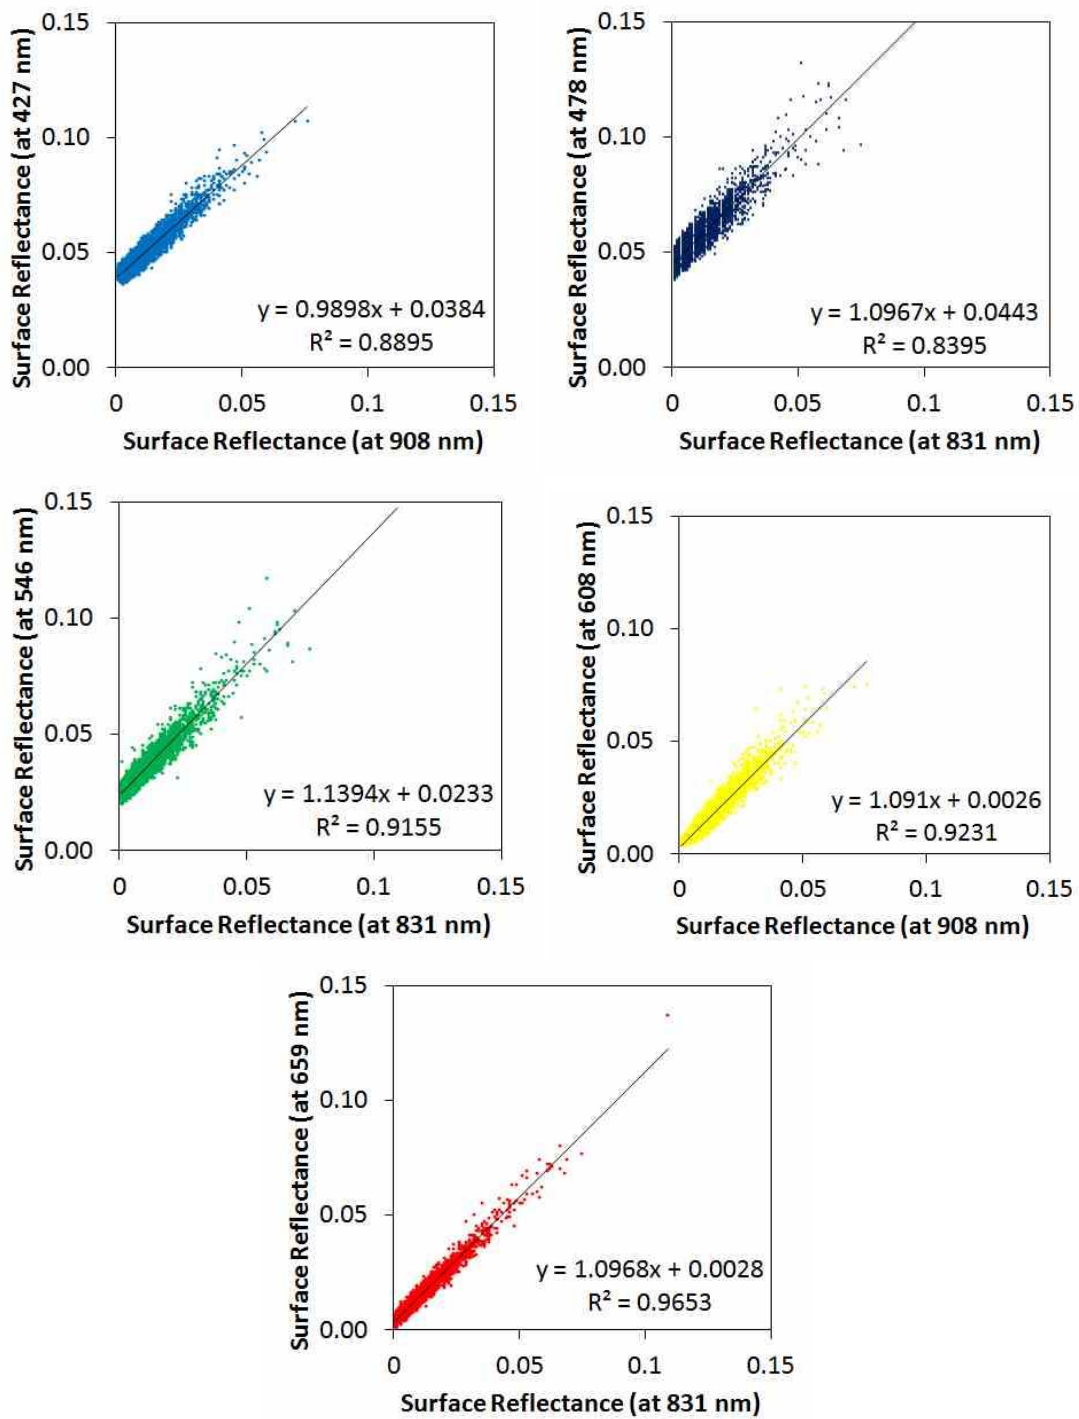 Surface Reflectance (at 427 nm)
0.15
0.10
0.05
0.00
y = 0.9898x + 0.0384
R² = 0.8895
0 0.05 0.1 0.15
Surface Reflectance (at 908 nm)
Surface Reflectance (at 478 nm)
0.15
0.10
0.05
0.00
y = 1.0967x + 0.0443
R² = 0.8395
0 0.05 0.1 0.15
Surface Reflectance (at 831 nm)
Surface Reflectance (at 546 nm)
0.15
0.10
0.05
0.00
y = 1.1394x + 0.0233
R² = 0.9155
0 0.05 0.1 0.15
Surface Reflectance (at 831 nm)
Surface Reflectance (at 608 nm)
0.15
0.10
0.05
0.00
y = 1.091x + 0.0026
R² = 0.9231
0 0.05 0.1 0.15
Surface Reflectance (at 908 nm)
Surface Reflectance (at 659 nm)
0.15
0.10
0.05
0.00
y = 1.0968x + 0.0028
R² = 0.9653
0 0.05 0.1 0.15
Surface Reflectance (at 831 nm)